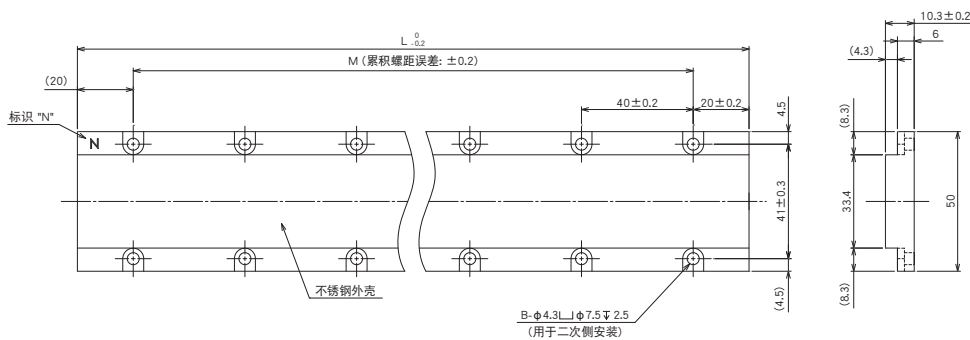 L 0 -0.2
M (累积螺距误差: ±0.2)
(20)
40±0.2
20±0.2
4.5
标识 "N"
N
41±0.3
(4.5)
不锈钢外壳
B-ϕ4.3⌴ϕ7.5↧2.5
(用于二次侧安装)
10.3±0.2
6
(4.3)
(8.3)
33.4
50
(8.3)